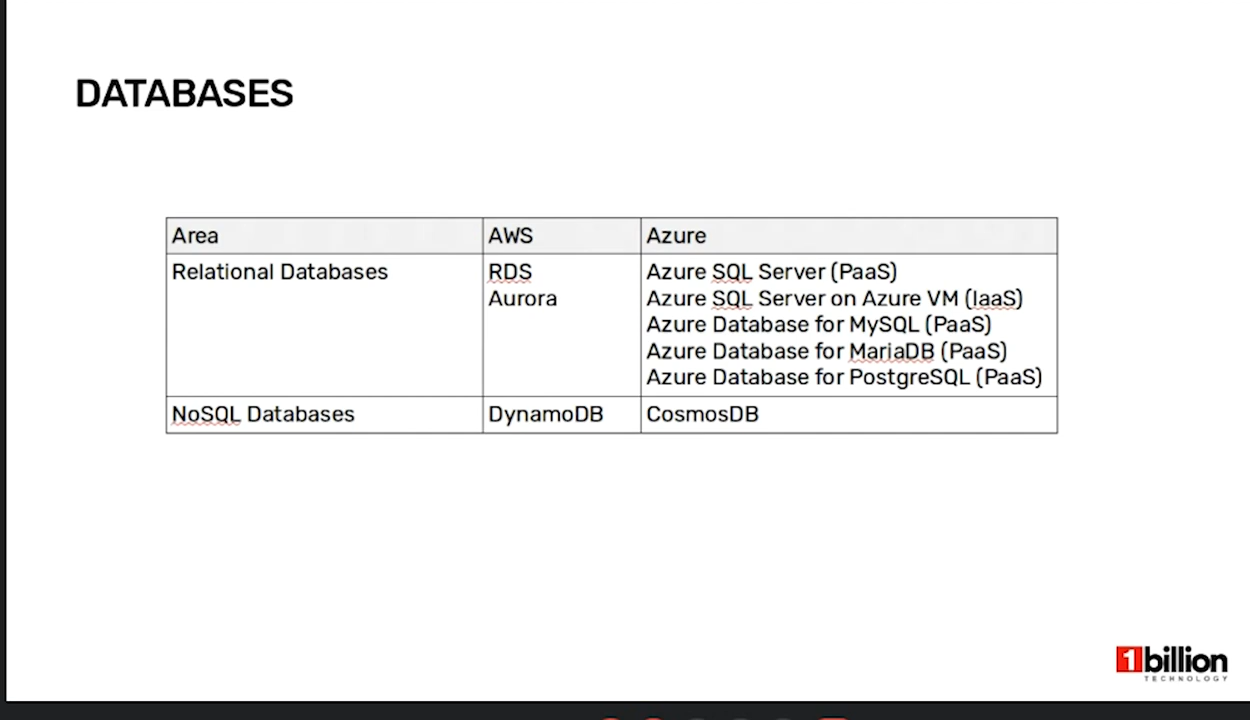 DATABASES
Area AWS Azure
Relational Databases RDS Azure SQL Server (PaaS)
Aurora Azure SQL Server on Azure VM (IaaS)
Azure Database for MySQL (PaaS)
Azure Database for MariaDB (PaaS)
Azure Database for PostgreSQL (PaaS)
NoSQL Databases DynamoDB CosmosDB
1billion
TECHNOLOGY